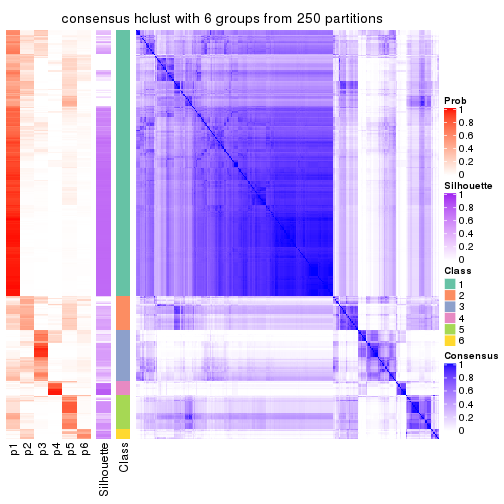 consensus hclust with 6 groups from 250 partitions
Prob
1
0.8
0.6
0.4
0.2
0
Silhouette
1
0.8
0.6
0.4
0.2
0
Class
1
2
3
4
5
6
Consensus
1
0.8
0.6
0.4
0.2
0
p1
p2
p3
p4
p5
p6
Silhouette
Class